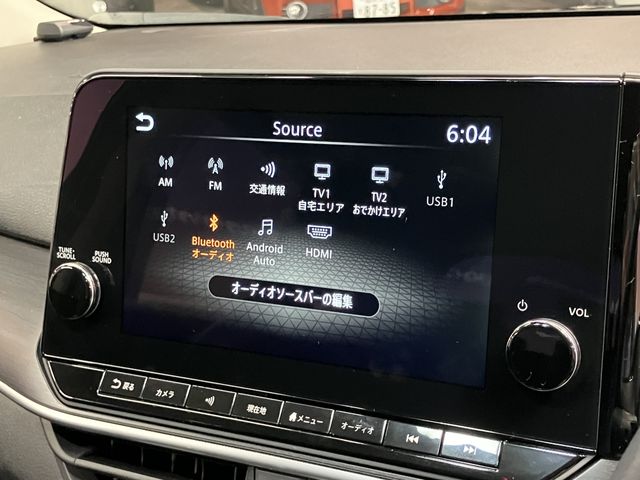 Source
6:04
AM
FM
交通情報
TV1
自宅エリア
TV2
おでかけエリア
USB1
USB2
Bluetooth
オーディオ
Android
Auto
HDMI
オーディオソースバーの編集
TUNE・
SCROLL
PUSH
SOUND
VOL
戻る
カメラ
現在地
メニュー
オーディオ